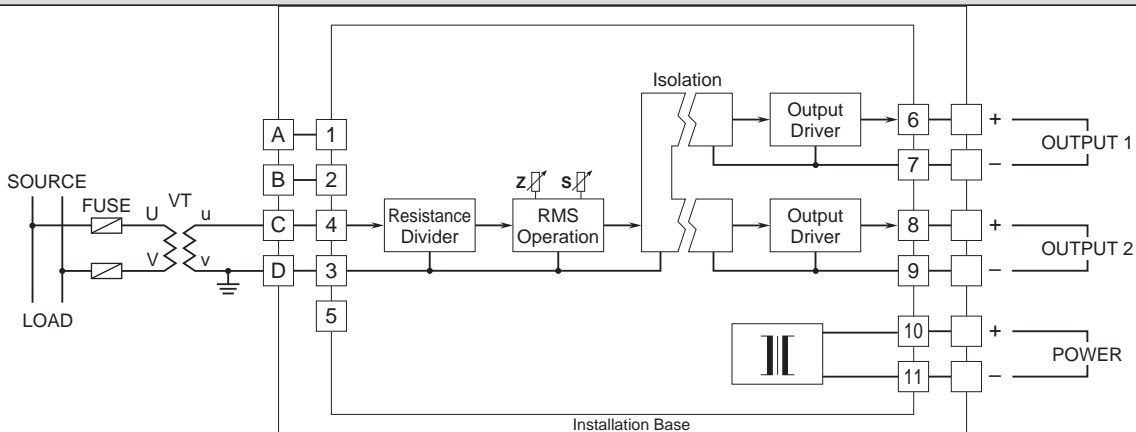 Isolation
Output
Driver
6
+
OUTPUT 1
7
–
A
1
B
2
SOURCE
FUSE
U
VT
u
C
4
Resistance
Divider
Z
S
RMS
Operation
Output
Driver
8
+
OUTPUT 2
9
–
V
v
D
3
LOAD
5
10
+
POWER
11
–
Installation Base